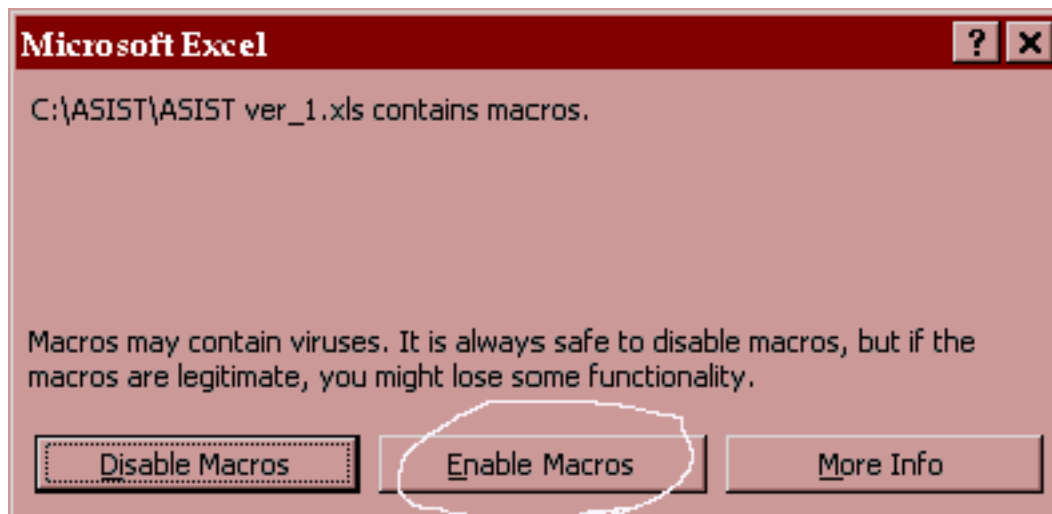 Microsoft Excel
C:\ASIST\ASIST ver_1.xls contains macros.
Macros may contain viruses. It is always safe to disable macros, but if the
macros are legitimate, you might lose some functionality.
Disable Macros Enable Macros More Info